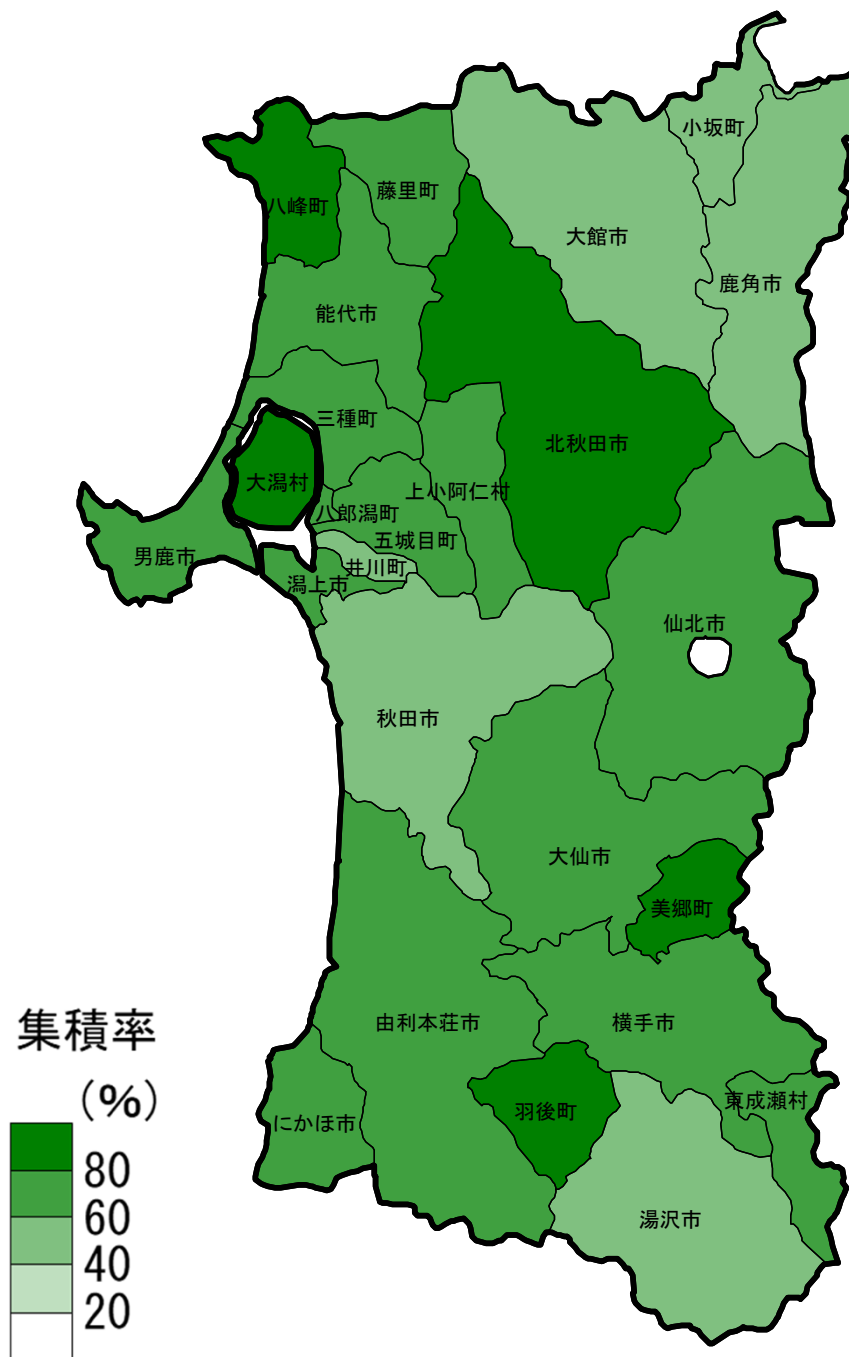 小坂町
藤里町
八峰町
大館市
鹿角市
能代市
三種町
北秋田市
大潟村
上小阿仁村
八郎潟町
五城目町
男鹿市
井川町
潟上市
仙北市
秋田市
大仙市
美郷町
由利本荘市
横手市
東成瀬村
羽後町
にかほ市
湯沢市
集積率
(%)
80
60
40
20